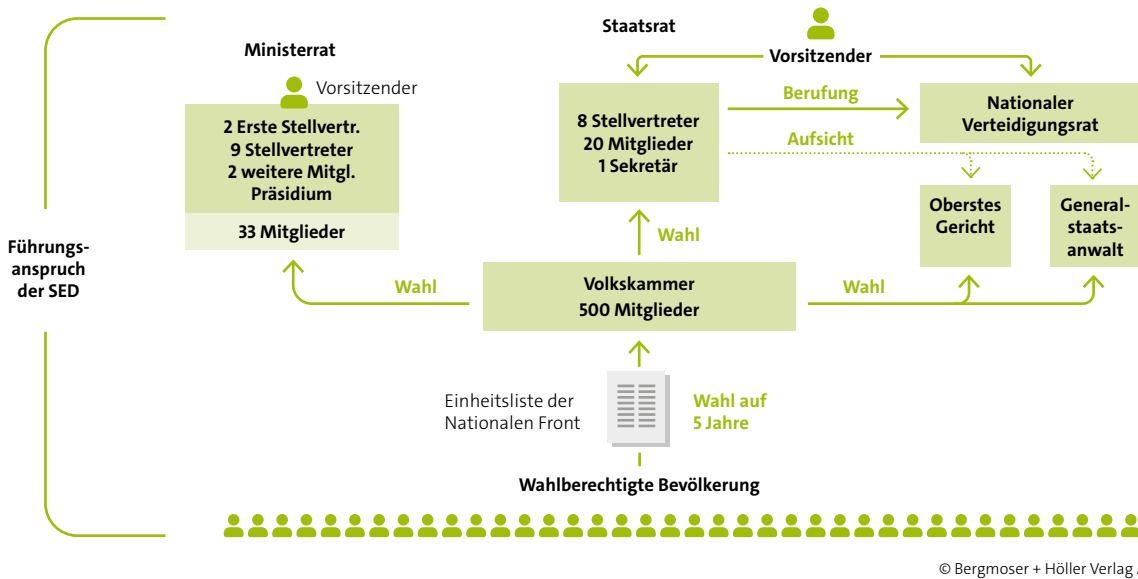 Führungs-
anspruch
der SED
Ministerrat
Vorsitzender
2 Erste Stellvertr.
9 Stellvertreter
2 weitere Mitgl.
Präsidium
33 Mitglieder
Staatsrat
Vorsitzender
8 Stellvertreter
20 Mitglieder
1 Sekretär
Berufung
Aufsicht
Nationaler
Verteidigungsrat
Oberstes
Gericht
General-
staats-
anwalt
Wahl
Wahl
Wahl
Volkskammer
500 Mitglieder
Einheitsliste der
Nationalen Front
Wahl auf
5 Jahre
Wahlberechtigte Bevölkerung
© Bergmoser + Höller Verlag